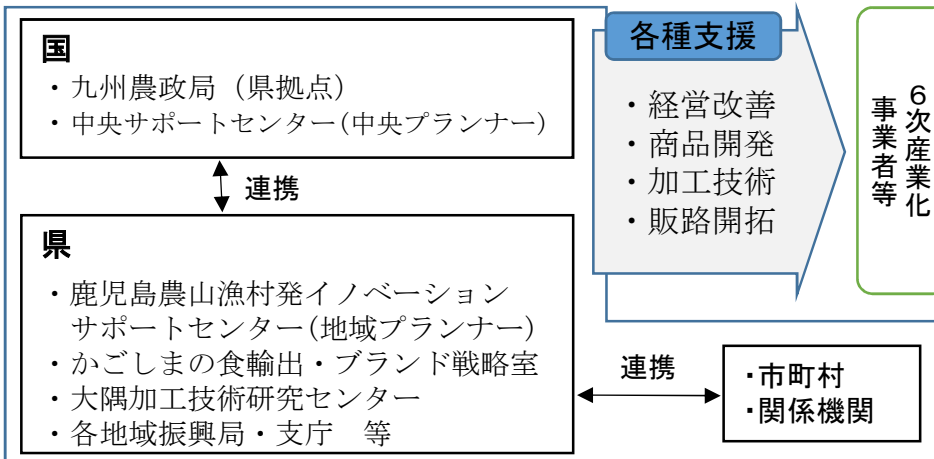 国
・九州農政局（県拠点）
・中央サポートセンター(中央プランナー)
連携
県
・鹿児島農山漁村発イノベーション
サポートセンター(地域プランナー)
・かごしまの食輸出・ブランド戦略室
・大隅加工技術研究センター
・各地域振興局・支庁　等
各種支援
・経営改善
・商品開発
・加工技術
・販路開拓
６次産業化
事業者等
連携
・市町村
・関係機関